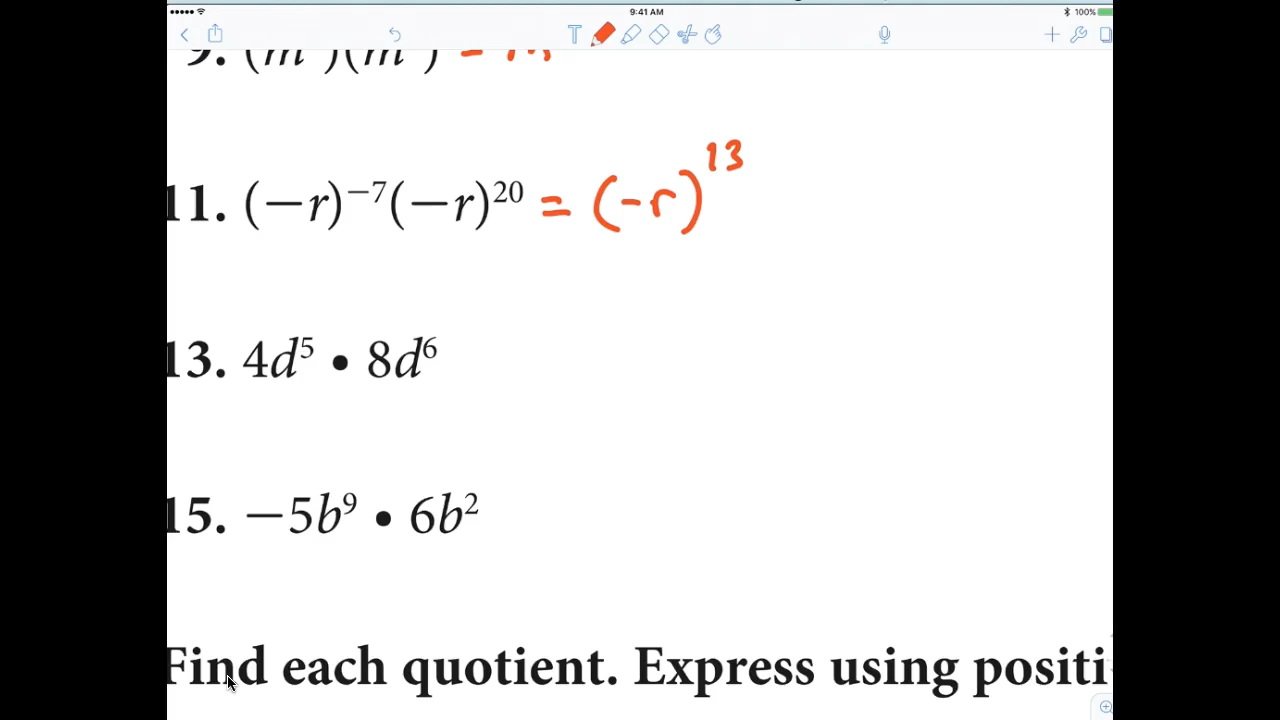 9:41 AM
100%
T
9. (m )(m ) = m
11. (−r)⁻⁷(−r)²⁰ = (-r)¹³
13. 4d⁵ • 8d⁶
15. −5b⁹ • 6b²
Find each quotient. Express using positi